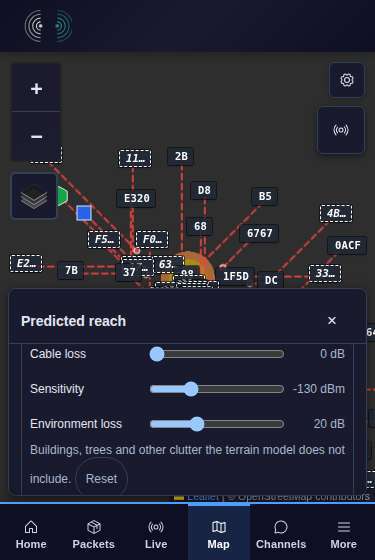 +
−
11…
2B
E320
D8
B5
4B…
68
F5…
F0…
6767
0ACF
E2…
7B
37
63…
98
1F5D
DC
33…
Predicted reach
×
Cable loss 0 dB
Sensitivity -130 dBm
Environment loss 20 dB
Buildings, trees and other clutter the terrain model does not
include. Reset
Leaflet | © OpenStreetMap contributors
Home Packets Live Map Channels More